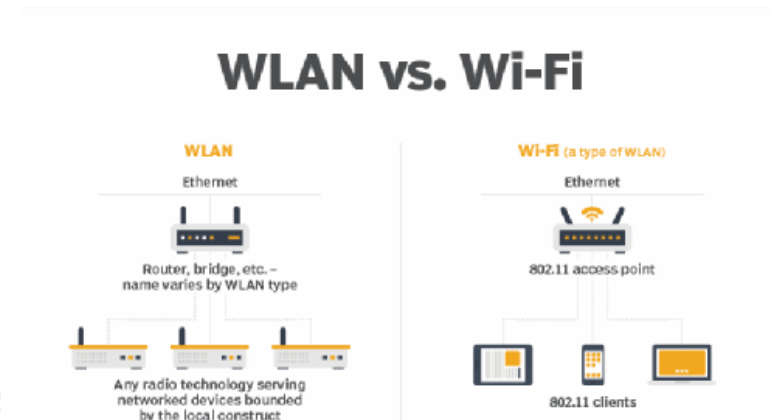 WLAN vs. Wi-Fi
WLAN
Ethernet
Router, bridge, etc. –
name varies by WLAN type
Any radio technology serving
networked devices bounded
by the local construct
Wi-Fi (a type of WLAN)
Ethernet
802.11 access point
802.11 clients